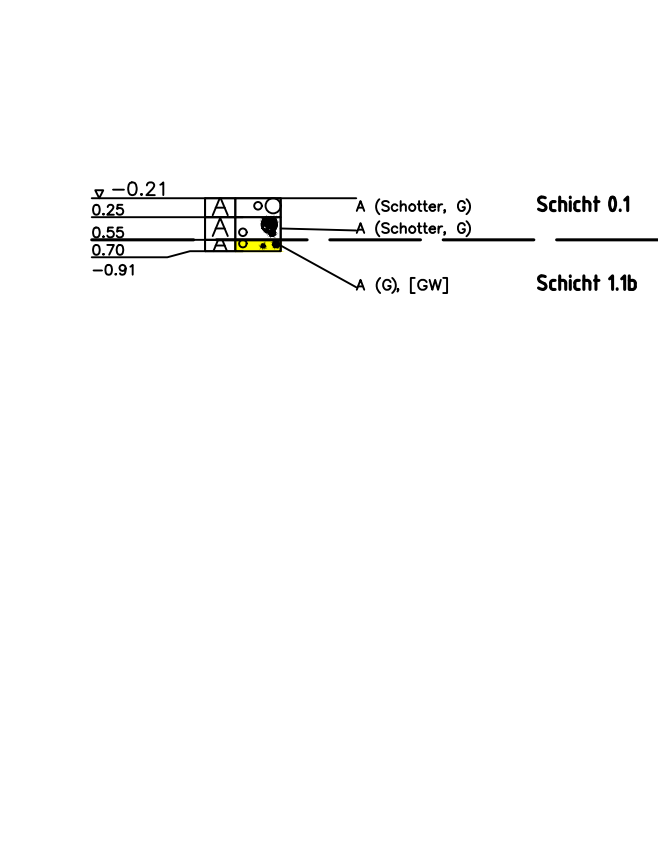 −0.21
0.25 A A (Schotter, G) Schicht 0.1
0.55 A A (Schotter, G)
0.70 A
−0.91
A (G), [GW] Schicht 1.1b